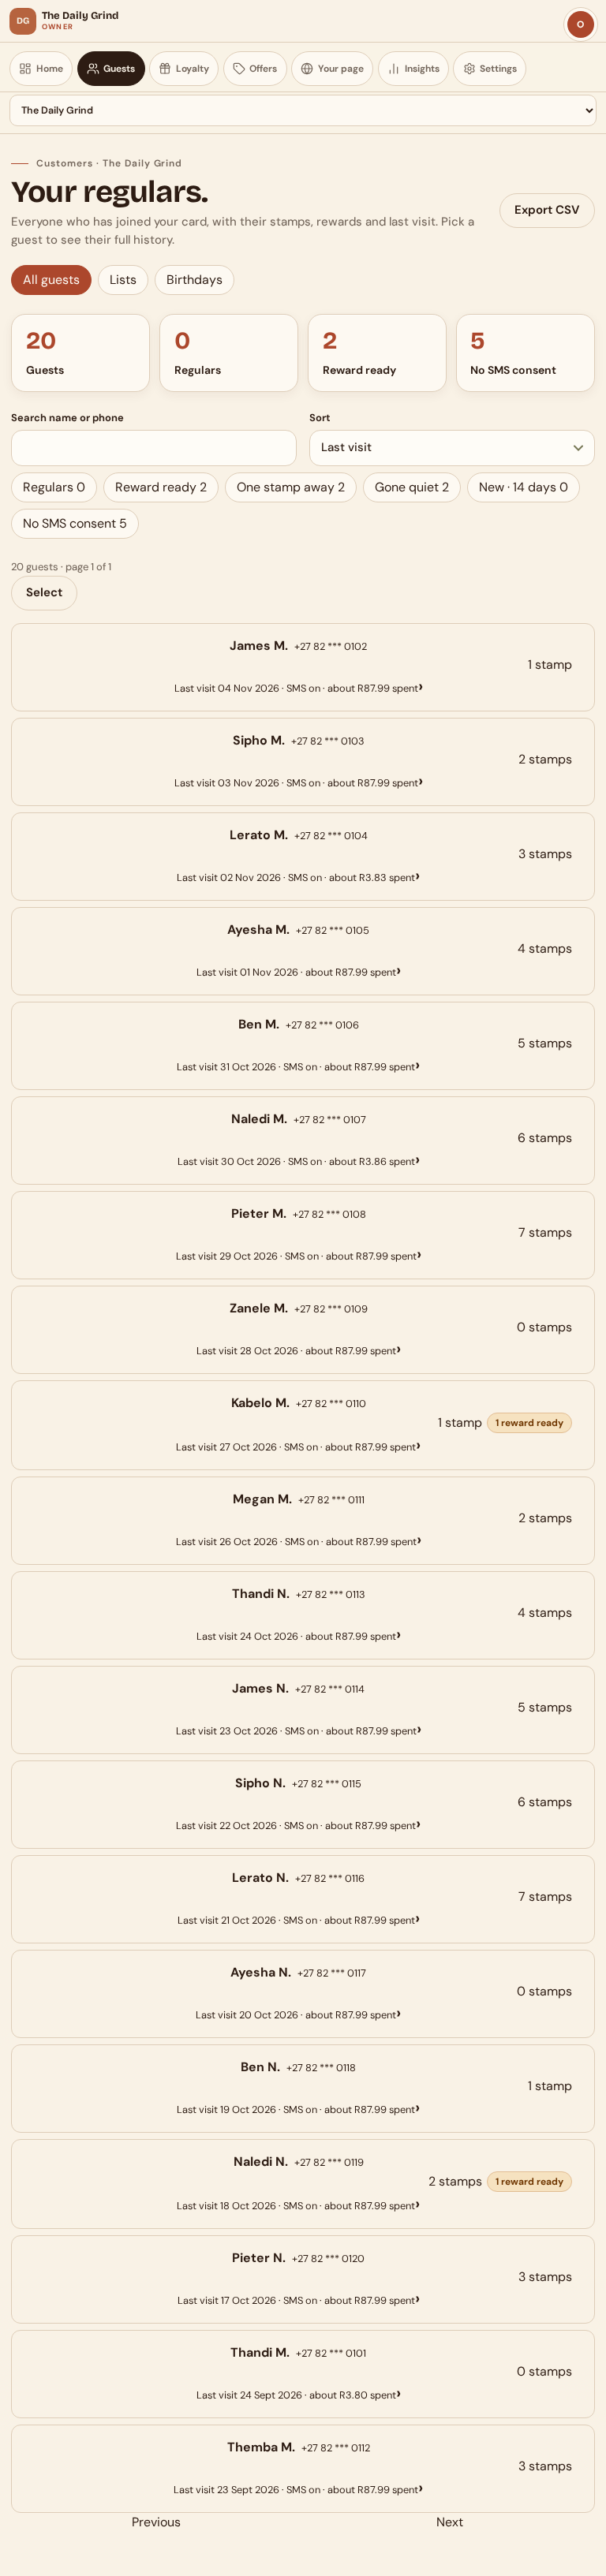 DG
The Daily Grind
OWNER
O
Home
Guests
Loyalty
Offers
Your page
Insights
Settings
The Daily Grind
Customers · The Daily Grind
Your regulars.
Everyone who has joined your card, with their stamps, rewards and last visit. Pick a
guest to see their full history.
Export CSV
All guests
Lists
Birthdays
20
Guests
0
Regulars
2
Reward ready
5
No SMS consent
Search name or phone
Sort
Last visit
Regulars 0
Reward ready 2
One stamp away 2
Gone quiet 2
New · 14 days 0
No SMS consent 5
20 guests · page 1 of 1
Select
James M. +27 82 *** 0102
1 stamp
Last visit 04 Nov 2026 · SMS on · about R87.99 spent›
Sipho M. +27 82 *** 0103
2 stamps
Last visit 03 Nov 2026 · SMS on · about R87.99 spent›
Lerato M. +27 82 *** 0104
3 stamps
Last visit 02 Nov 2026 · SMS on · about R3.83 spent›
Ayesha M. +27 82 *** 0105
4 stamps
Last visit 01 Nov 2026 · about R87.99 spent›
Ben M. +27 82 *** 0106
5 stamps
Last visit 31 Oct 2026 · SMS on · about R87.99 spent›
Naledi M. +27 82 *** 0107
6 stamps
Last visit 30 Oct 2026 · SMS on · about R3.86 spent›
Pieter M. +27 82 *** 0108
7 stamps
Last visit 29 Oct 2026 · SMS on · about R87.99 spent›
Zanele M. +27 82 *** 0109
0 stamps
Last visit 28 Oct 2026 · about R87.99 spent›
Kabelo M. +27 82 *** 0110
1 stamp 1 reward ready
Last visit 27 Oct 2026 · SMS on · about R87.99 spent›
Megan M. +27 82 *** 0111
2 stamps
Last visit 26 Oct 2026 · SMS on · about R87.99 spent›
Thandi N. +27 82 *** 0113
4 stamps
Last visit 24 Oct 2026 · about R87.99 spent›
James N. +27 82 *** 0114
5 stamps
Last visit 23 Oct 2026 · SMS on · about R87.99 spent›
Sipho N. +27 82 *** 0115
6 stamps
Last visit 22 Oct 2026 · SMS on · about R87.99 spent›
Lerato N. +27 82 *** 0116
7 stamps
Last visit 21 Oct 2026 · SMS on · about R87.99 spent›
Ayesha N. +27 82 *** 0117
0 stamps
Last visit 20 Oct 2026 · about R87.99 spent›
Ben N. +27 82 *** 0118
1 stamp
Last visit 19 Oct 2026 · SMS on · about R87.99 spent›
Naledi N. +27 82 *** 0119
2 stamps 1 reward ready
Last visit 18 Oct 2026 · SMS on · about R87.99 spent›
Pieter N. +27 82 *** 0120
3 stamps
Last visit 17 Oct 2026 · SMS on · about R87.99 spent›
Thandi M. +27 82 *** 0101
0 stamps
Last visit 24 Sept 2026 · about R3.80 spent›
Themba M. +27 82 *** 0112
3 stamps
Last visit 23 Sept 2026 · SMS on · about R87.99 spent›
Previous
Next